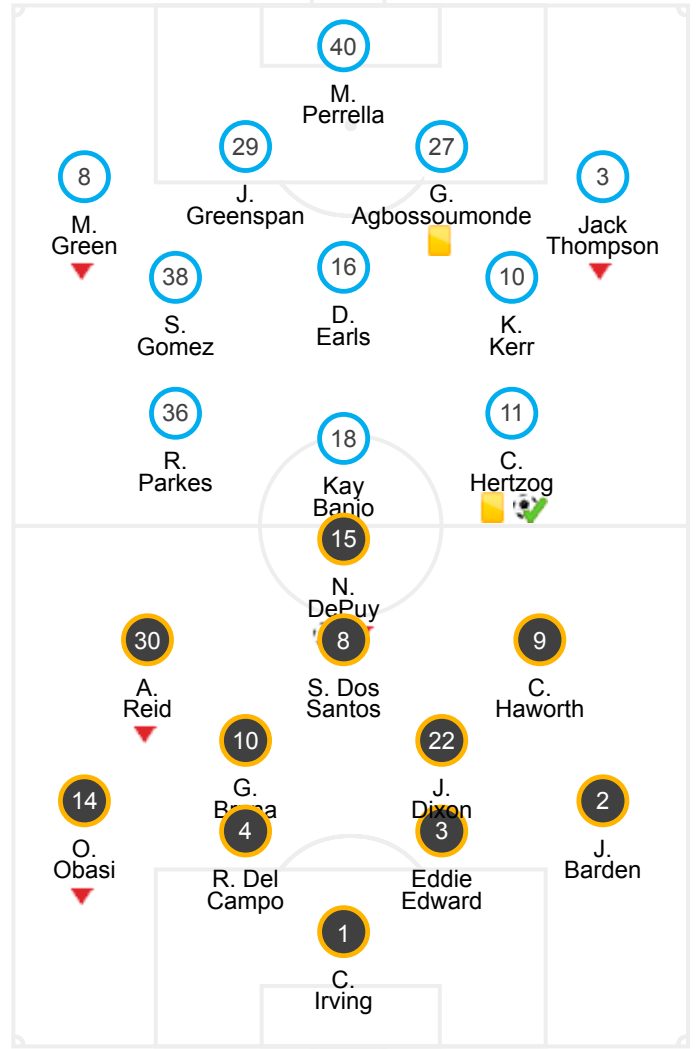 40
M.
Perrella
29
27
J.
Greenspan
G.
Agbossoumonde
8
3
M.
Green
Jack
Thompson
38
16
10
S.
Gomez
D.
Earls
K.
Kerr
36
18
11
R.
Parkes
Kay
Banjo
C.
Hertzog
15
N.
DePuy
30
8
9
A.
Reid
S. Dos
Santos
C.
Haworth
10
22
G.
J.
Dixon
14
2
O.
Obasi
J.
Barden
4
3
R. Del
Campo
Eddie
Edward
1
C.
Irving